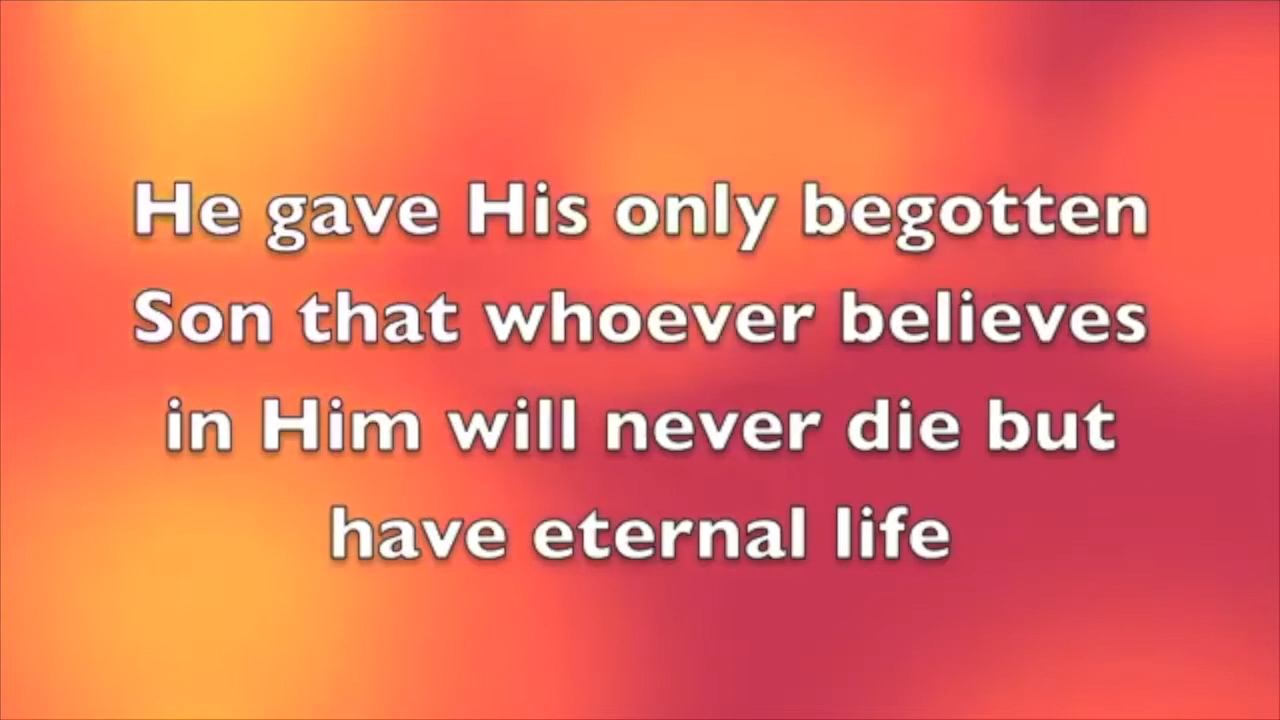 He gave His only begotten
Son that whoever believes
in Him will never die but
have eternal life